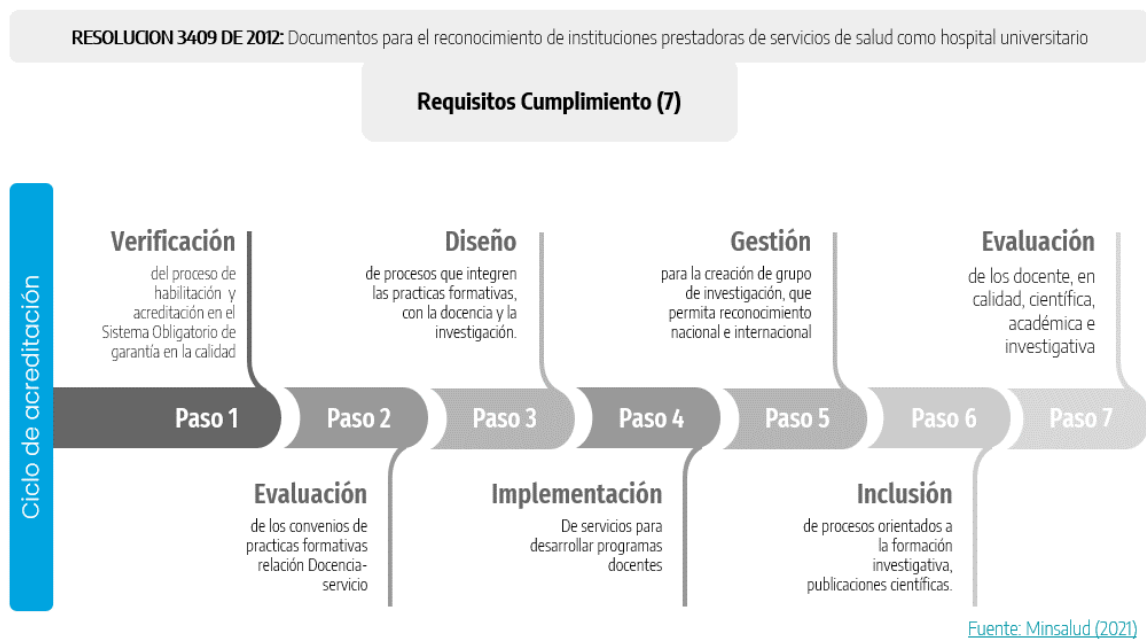 RESOLUCION 3409 DE 2012: Documentos para el reconocimiento de instituciones prestadoras de servicios de salud como hospital universitario
Requisitos Cumplimiento (7)
Ciclo de acreditación
Verificación
del proceso de
habilitación y
acreditación en el
Sistema Obligatorio de
garantía en la calidad
Paso 1
Evaluación
de los convenios de
practicas formativas
relación Docencia-
servicio
Paso 2
Diseño
de procesos que integren
las practicas formativas,
con la docencia y la
investigación.
Paso 3
Implementación
De servicios para
desarrollar programas
docentes
Paso 4
Gestión
para la creación de grupo
de investigación, que
permita reconocimiento
nacional e internacional
Paso 5
Inclusión
de procesos orientados a
la formación
investigativa,
publicaciones científicas.
Paso 6
Evaluación
de los docente, en
calidad, científica,
académica e
investigativa
Paso 7
Fuente: Minsalud (2021)